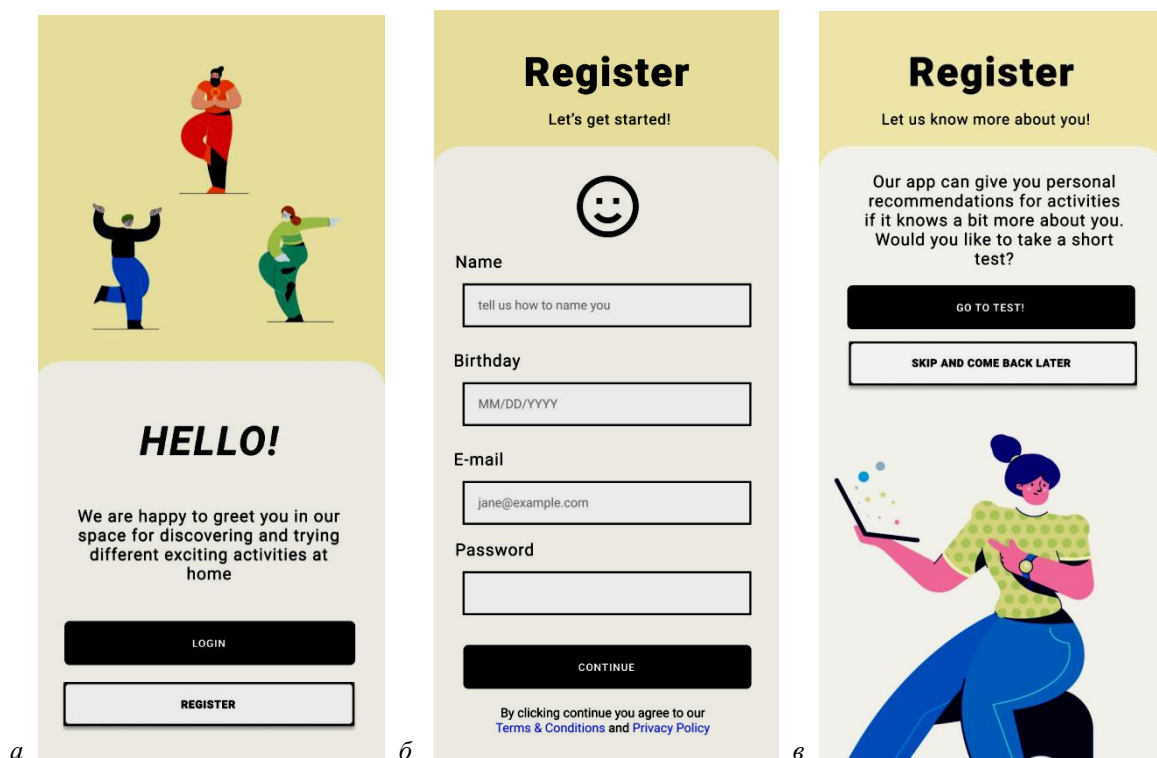 HELLO!
We are happy to greet you in our
space for discovering and trying
different exciting activities at
home
LOGIN
REGISTER
а
Register
Let's get started!
Name
tell us how to name you
Birthday
MM/DD/YYYY
E-mail
jane@example.com
Password
CONTINUE
By clicking continue you agree to our
Terms & Conditions and Privacy Policy
б
Register
Let us know more about you!
Our app can give you personal
recommendations for activities
if it knows a bit more about you.
Would you like to take a short
test?
GO TO TEST!
SKIP AND COME BACK LATER
в